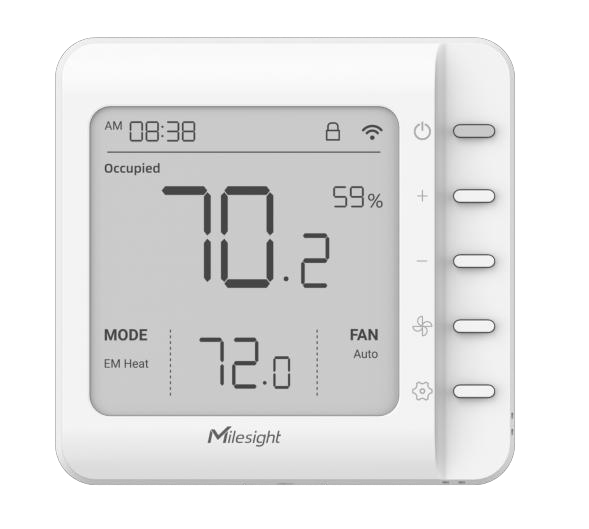 AM 08:38
Occupied
70.2
59%
MODE
EM Heat
72.0
FAN
Auto
Milesight